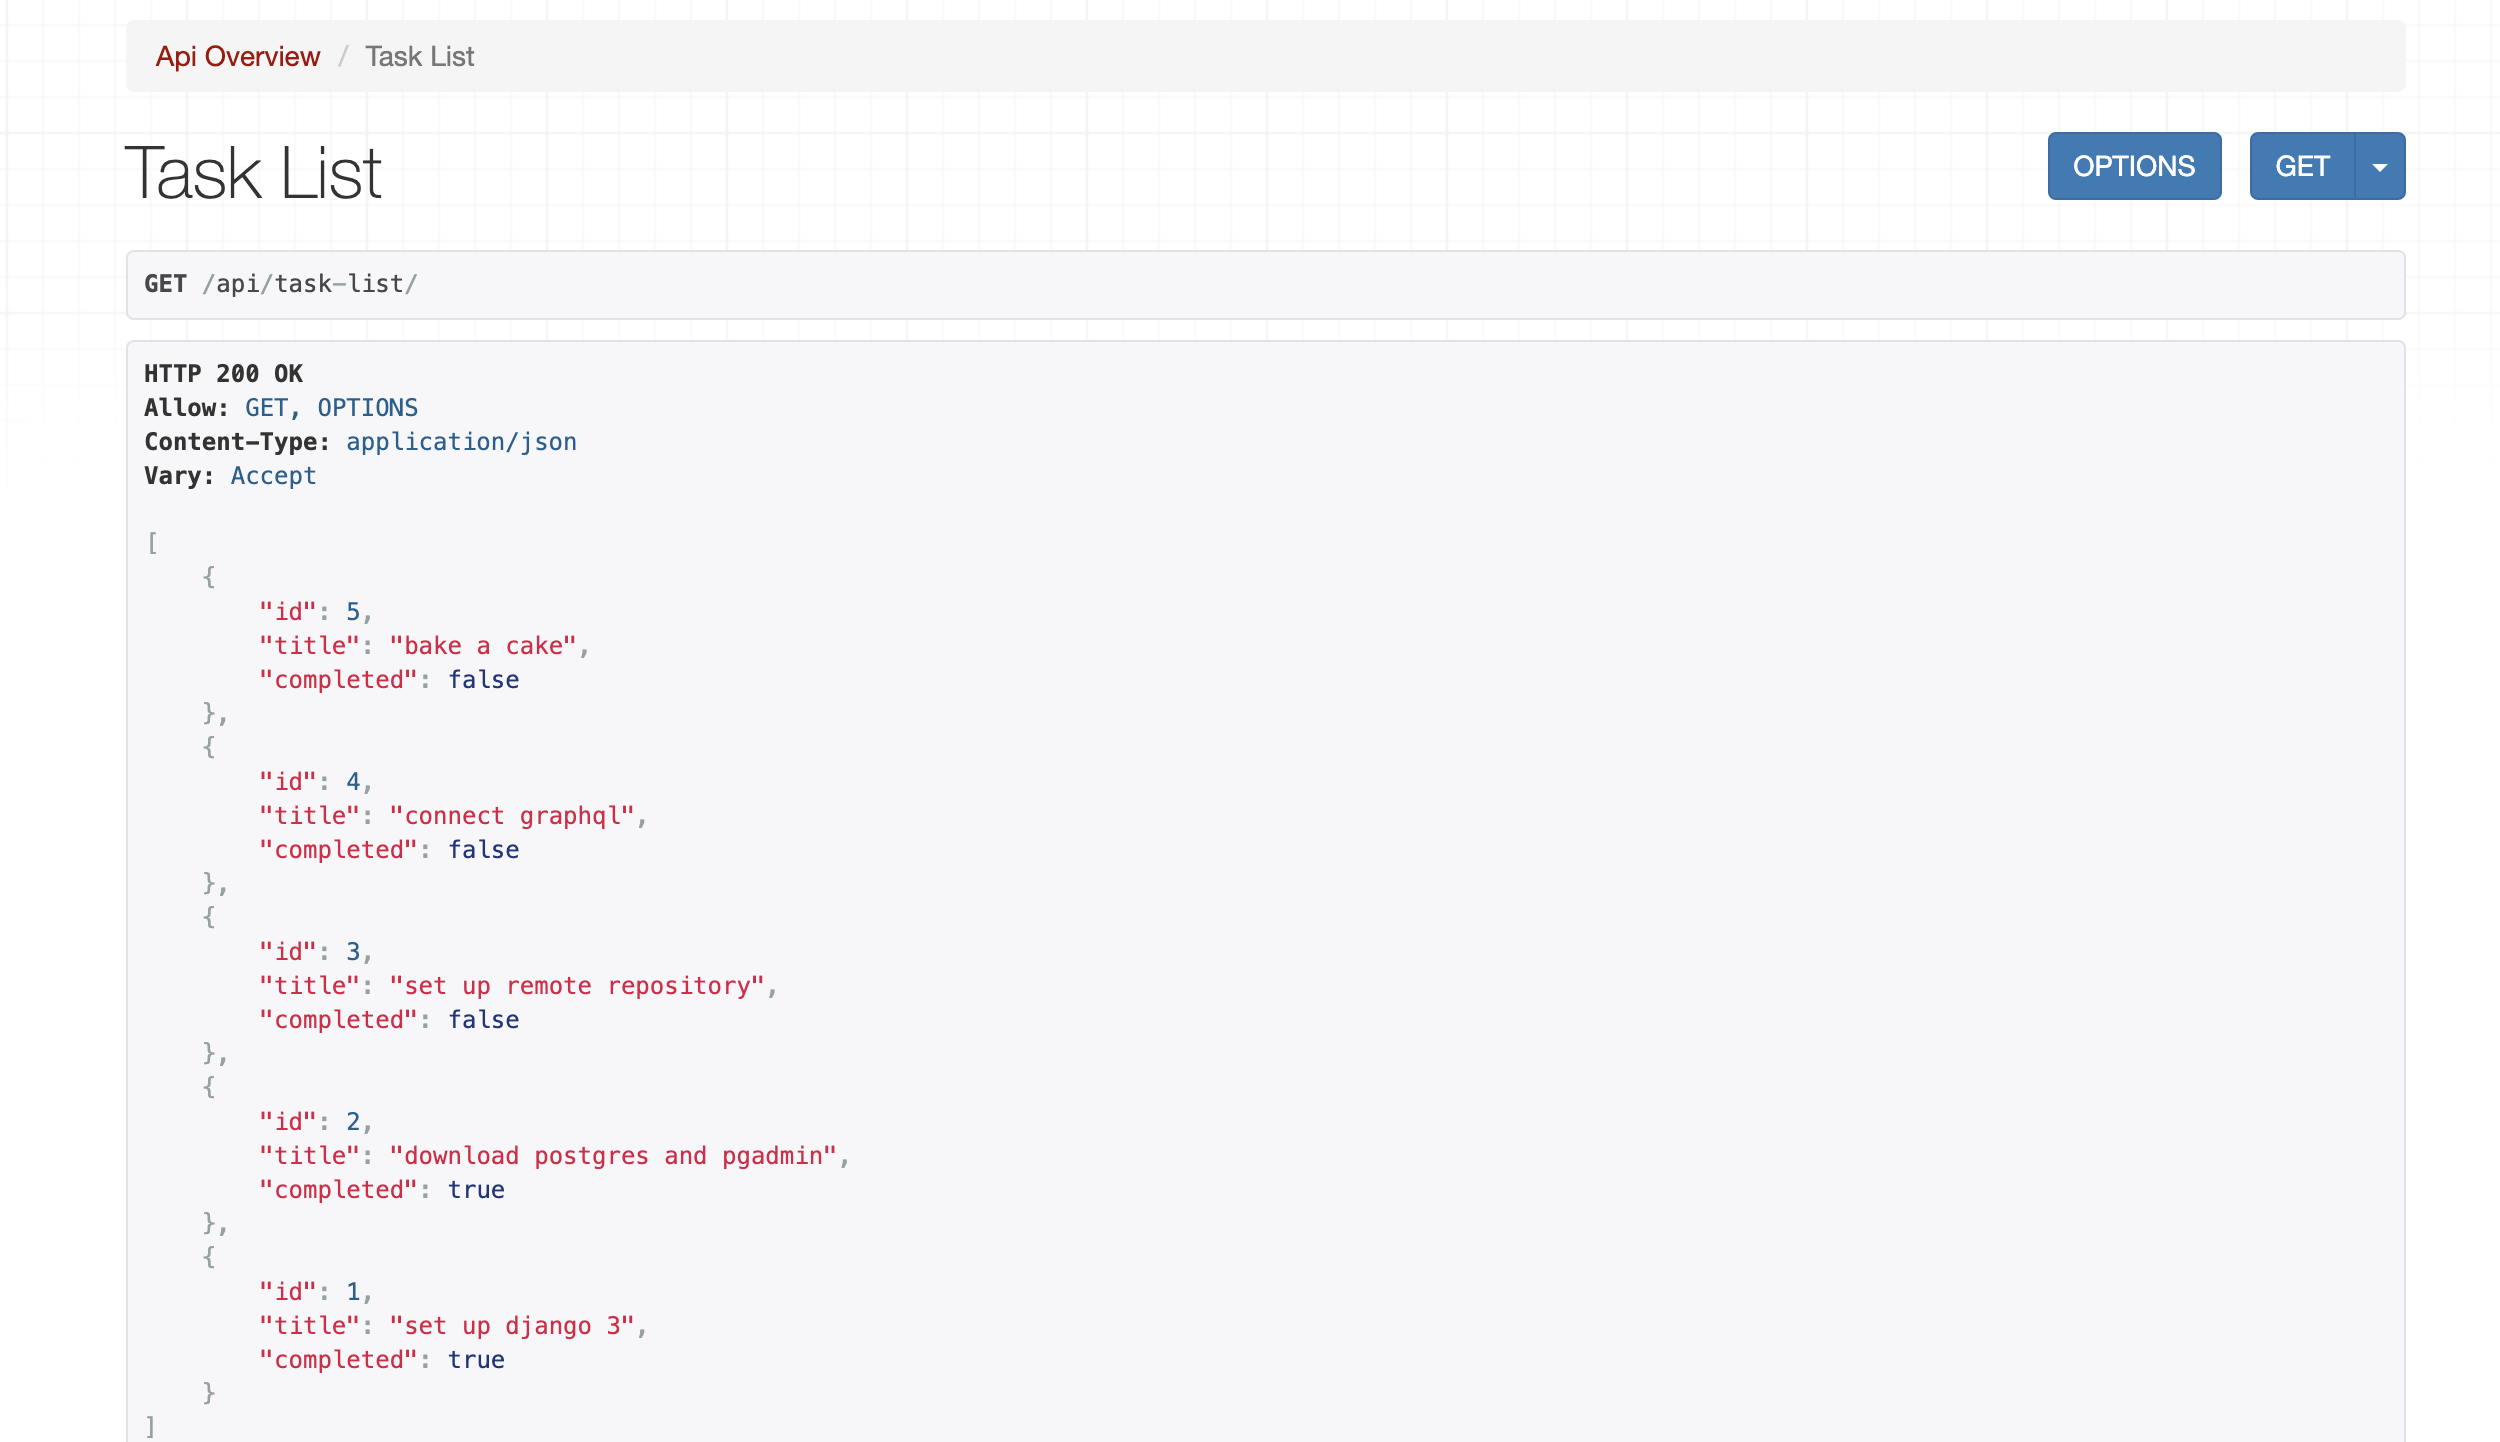 Api Overview / Task List
Task List
OPTIONS GET
GET /api/task-list/
HTTP 200 OK
Allow: GET, OPTIONS
Content-Type: application/json
Vary: Accept
[
    {
        "id": 5,
        "title": "bake a cake",
        "completed": false
    },
    {
        "id": 4,
        "title": "connect graphql",
        "completed": false
    },
    {
        "id": 3,
        "title": "set up remote repository",
        "completed": false
    },
    {
        "id": 2,
        "title": "download postgres and pgadmin",
        "completed": true
    },
    {
        "id": 1,
        "title": "set up django 3",
        "completed": true
    }
]